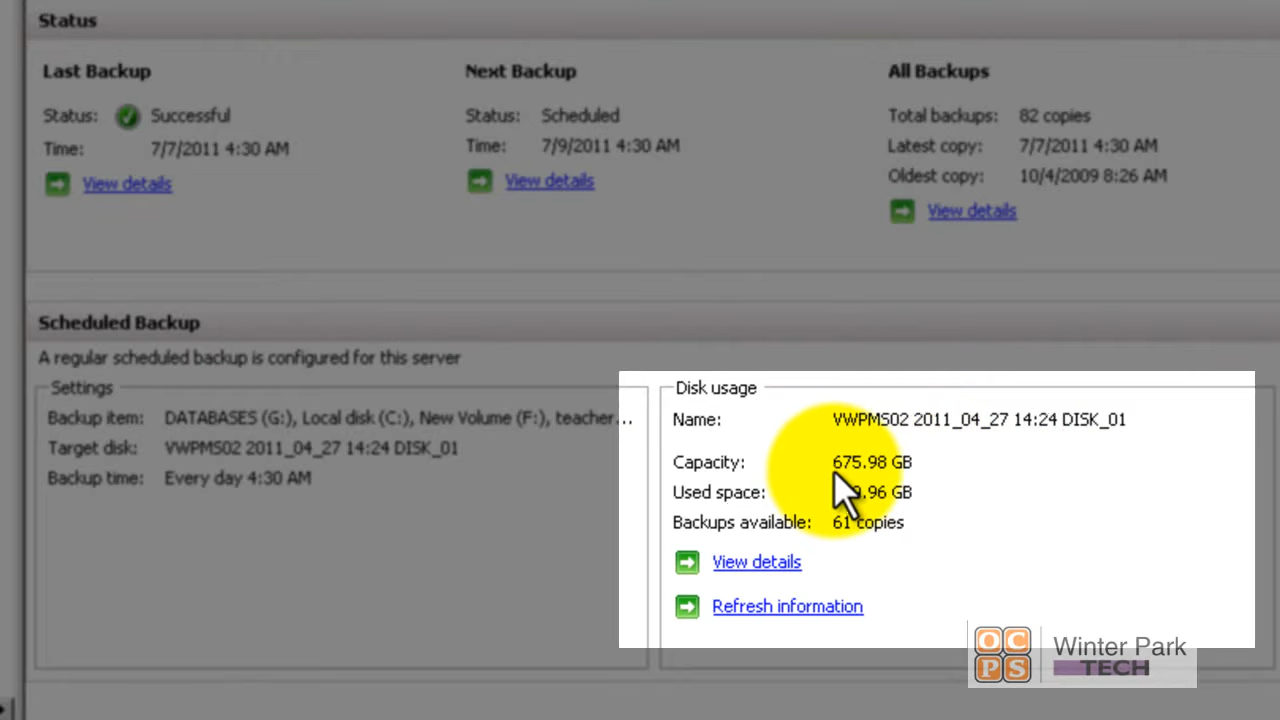 Status
Last Backup
Status: Successful
Time: 7/7/2011 4:30 AM
View details
Next Backup
Status: Scheduled
Time: 7/9/2011 4:30 AM
View details
All Backups
Total backups: 82 copies
Latest copy: 7/7/2011 4:30 AM
Oldest copy: 10/4/2009 8:26 AM
View details
Scheduled Backup
A regular scheduled backup is configured for this server
Settings
Backup item: DATABASES (G:), Local disk (C:), New Volume (F:), teacher...
Target disk: VWPMS02 2011_04_27 14:24 DISK_01
Backup time: Every day 4:30 AM
Disk usage
Name: VWPMS02 2011_04_27 14:24 DISK_01
Capacity: 675.98 GB
Used space: GB
Backups available: 61 copies
View details
Refresh information
OCPS
Winter Park
TECH